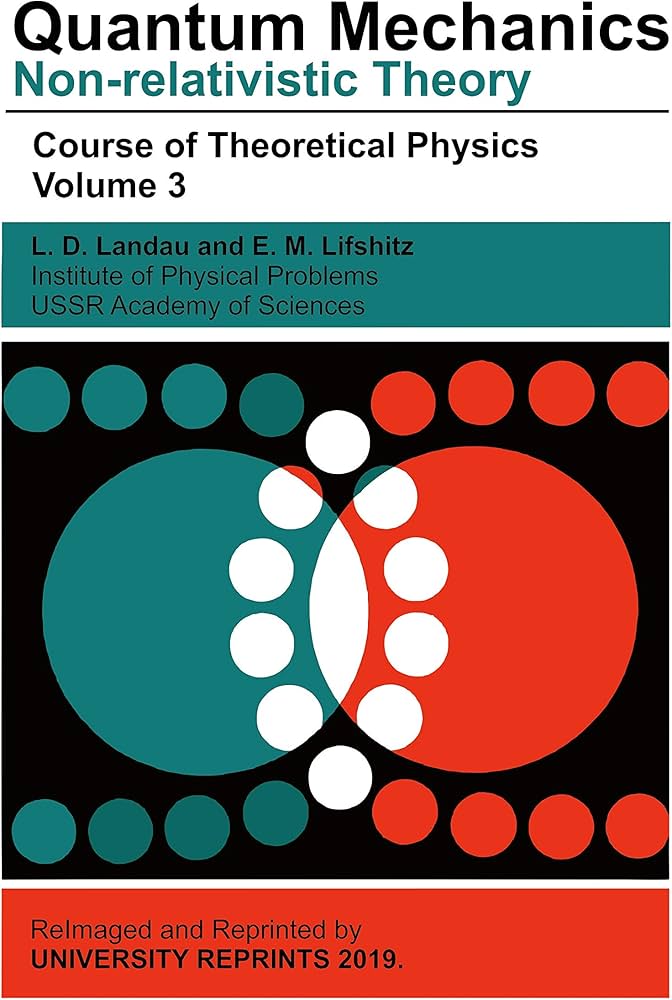 Quantum Mechanics
Non-relativistic Theory
Course of Theoretical Physics
Volume 3
L. D. Landau and E. M. Lifshitz
Institute of Physical Problems
USSR Academy of Sciences
ReImaged and Reprinted by
UNIVERSITY REPRINTS 2019.